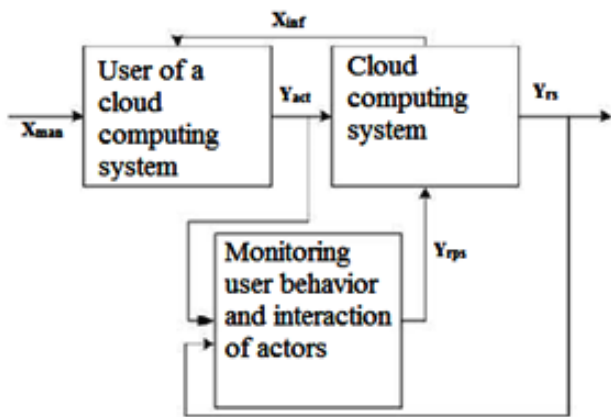 Xinf
User of a
cloud
computing
system
Cloud
computing
system
Xman
Yact
Yrs
Monitoring
user behavior
and interaction
of actors
Yrps